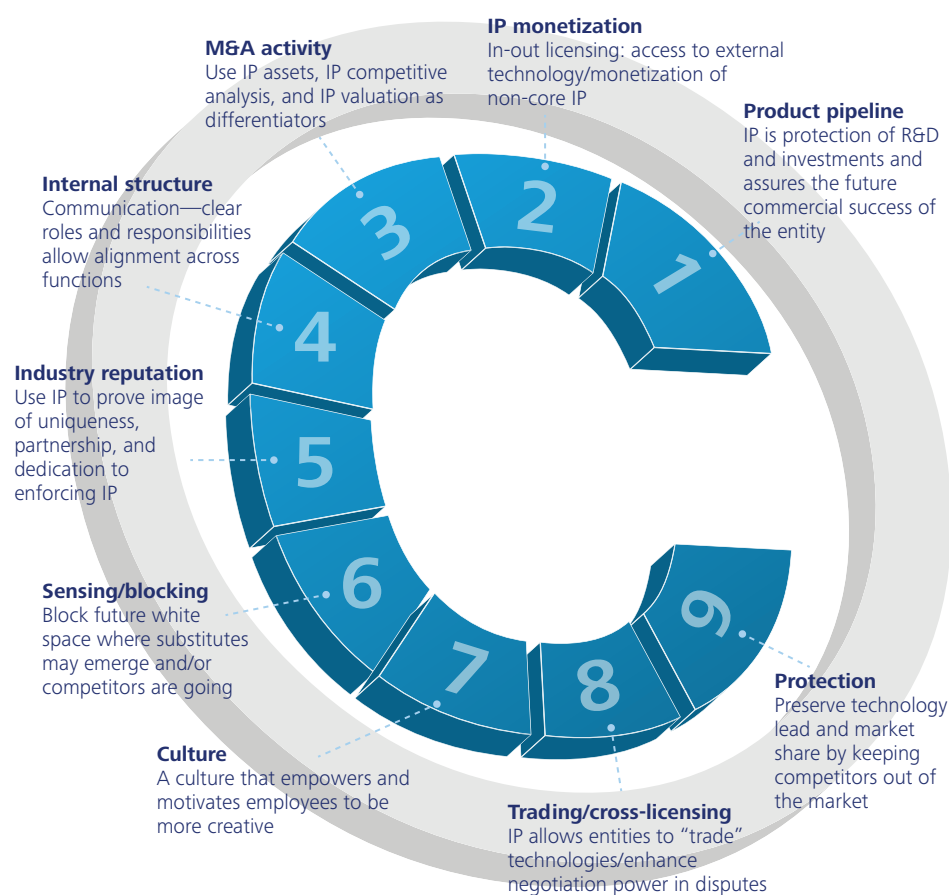 IP monetization
In-out licensing: access to external
technology/monetization of
non-core IP
M&A activity
Use IP assets, IP competitive
analysis, and IP valuation as
differentiators
Product pipeline
IP is protection of R&D
and investments and
assures the future
commercial success of
the entity
Internal structure
Communication—clear
roles and responsibilities
allow alignment across
functions
Industry reputation
Use IP to prove image
of uniqueness,
partnership, and
dedication to
enforcing IP
Sensing/blocking
Block future white
space where substitutes
may emerge and/or
competitors are going
Culture
A culture that empowers and
motivates employees to be
more creative
Trading/cross-licensing
IP allows entities to “trade”
technologies/enhance
negotiation power in disputes
Protection
Preserve technology
lead and market
share by keeping
competitors out of
the market
1
2
3
4
5
6
7
8
9